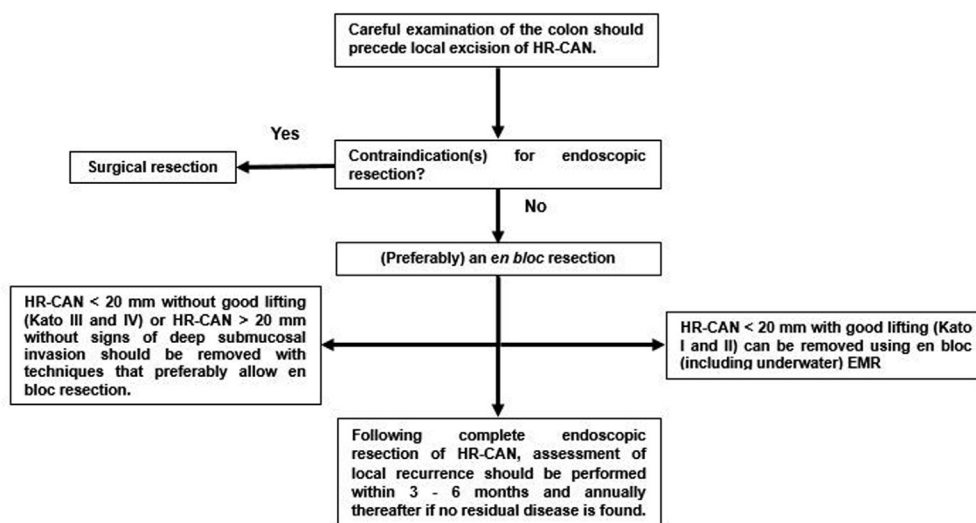 Careful examination of the colon should
precede local excision of HR-CAN.
Yes
Surgical resection
Contraindication(s) for endoscopic
resection?
No
(Preferably) an en bloc resection
HR-CAN < 20 mm without good lifting
(Kato III and IV) or HR-CAN > 20 mm
without signs of deep submucosal
invasion should be removed with
techniques that preferably allow en
bloc resection.
HR-CAN < 20 mm with good lifting (Kato
I and II) can be removed using en bloc
(including underwater) EMR
Following complete endoscopic
resection of HR-CAN, assessment of
local recurrence should be performed
within 3 - 6 months and annually
thereafter if no residual disease is found.